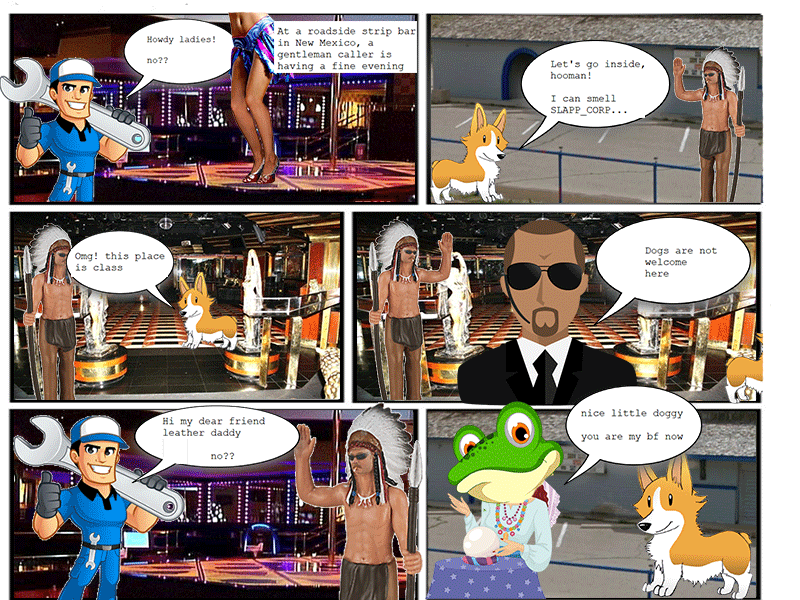 Howdy ladies!
no??
At a roadside strip bar
in New Mexico, a
gentleman caller is
having a fine evening
Let's go inside,
hooman!
I can smell
SLAPP_CORP...
Omg! this place
is class
Dogs are not
welcome
here
Hi my dear friend
leather daddy
no??
nice little doggy
you are my bf now